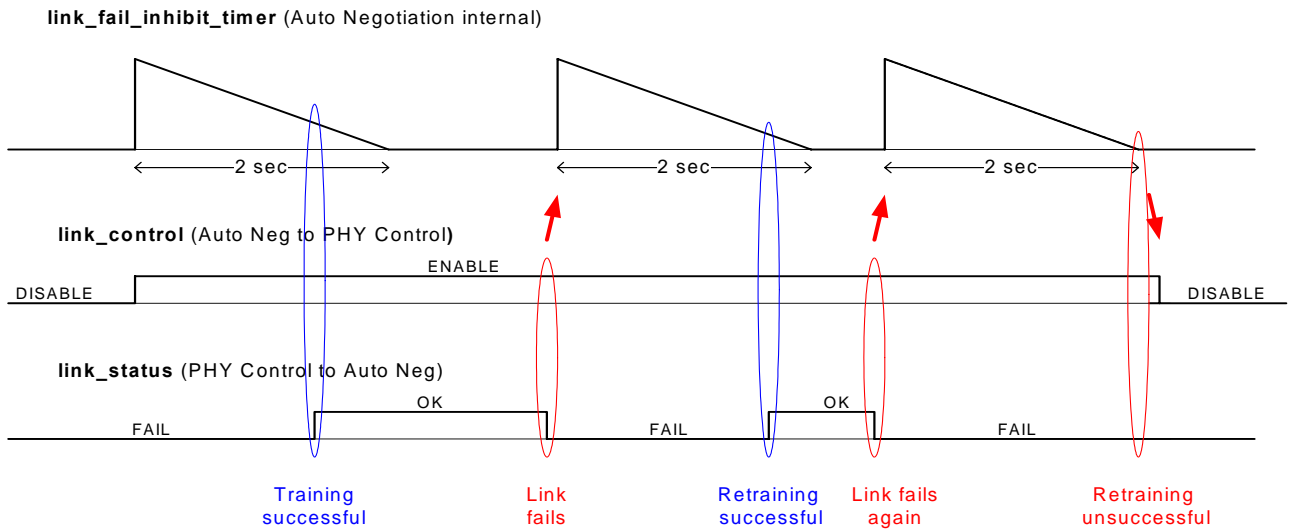 link_fail_inhibit_timer (Auto Negotiation internal)
2 sec 2 sec 2 sec
link_control (Auto Neg to PHY Control)
ENABLE
DISABLE DISABLE
link_status (PHY Control to Auto Neg)
OK OK
FAIL FAIL FAIL
Training Link Retraining Link fails Retraining
successful fails successful again unsuccessful